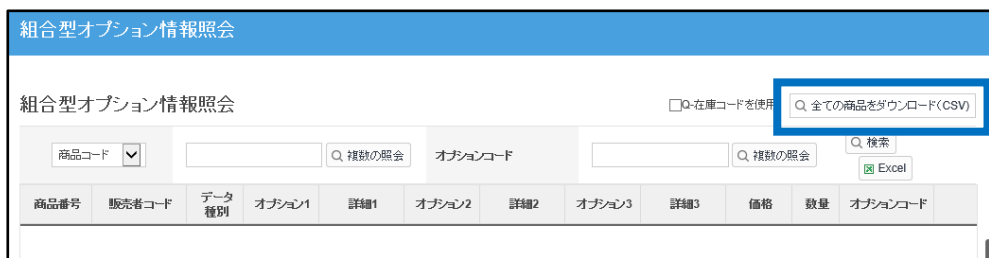 組合型オプション情報照会
組合型オプション情報照会
Q-在庫コードを使用 全ての商品をダウンロード(CSV)
商品コード 複数の照会 オプションコード 複数の照会 検索
Excel
商品番号 販売者コード データ種別 オプション1 詳細1 オプション2 詳細2 オプション3 詳細3 価格 数量 オプションコード